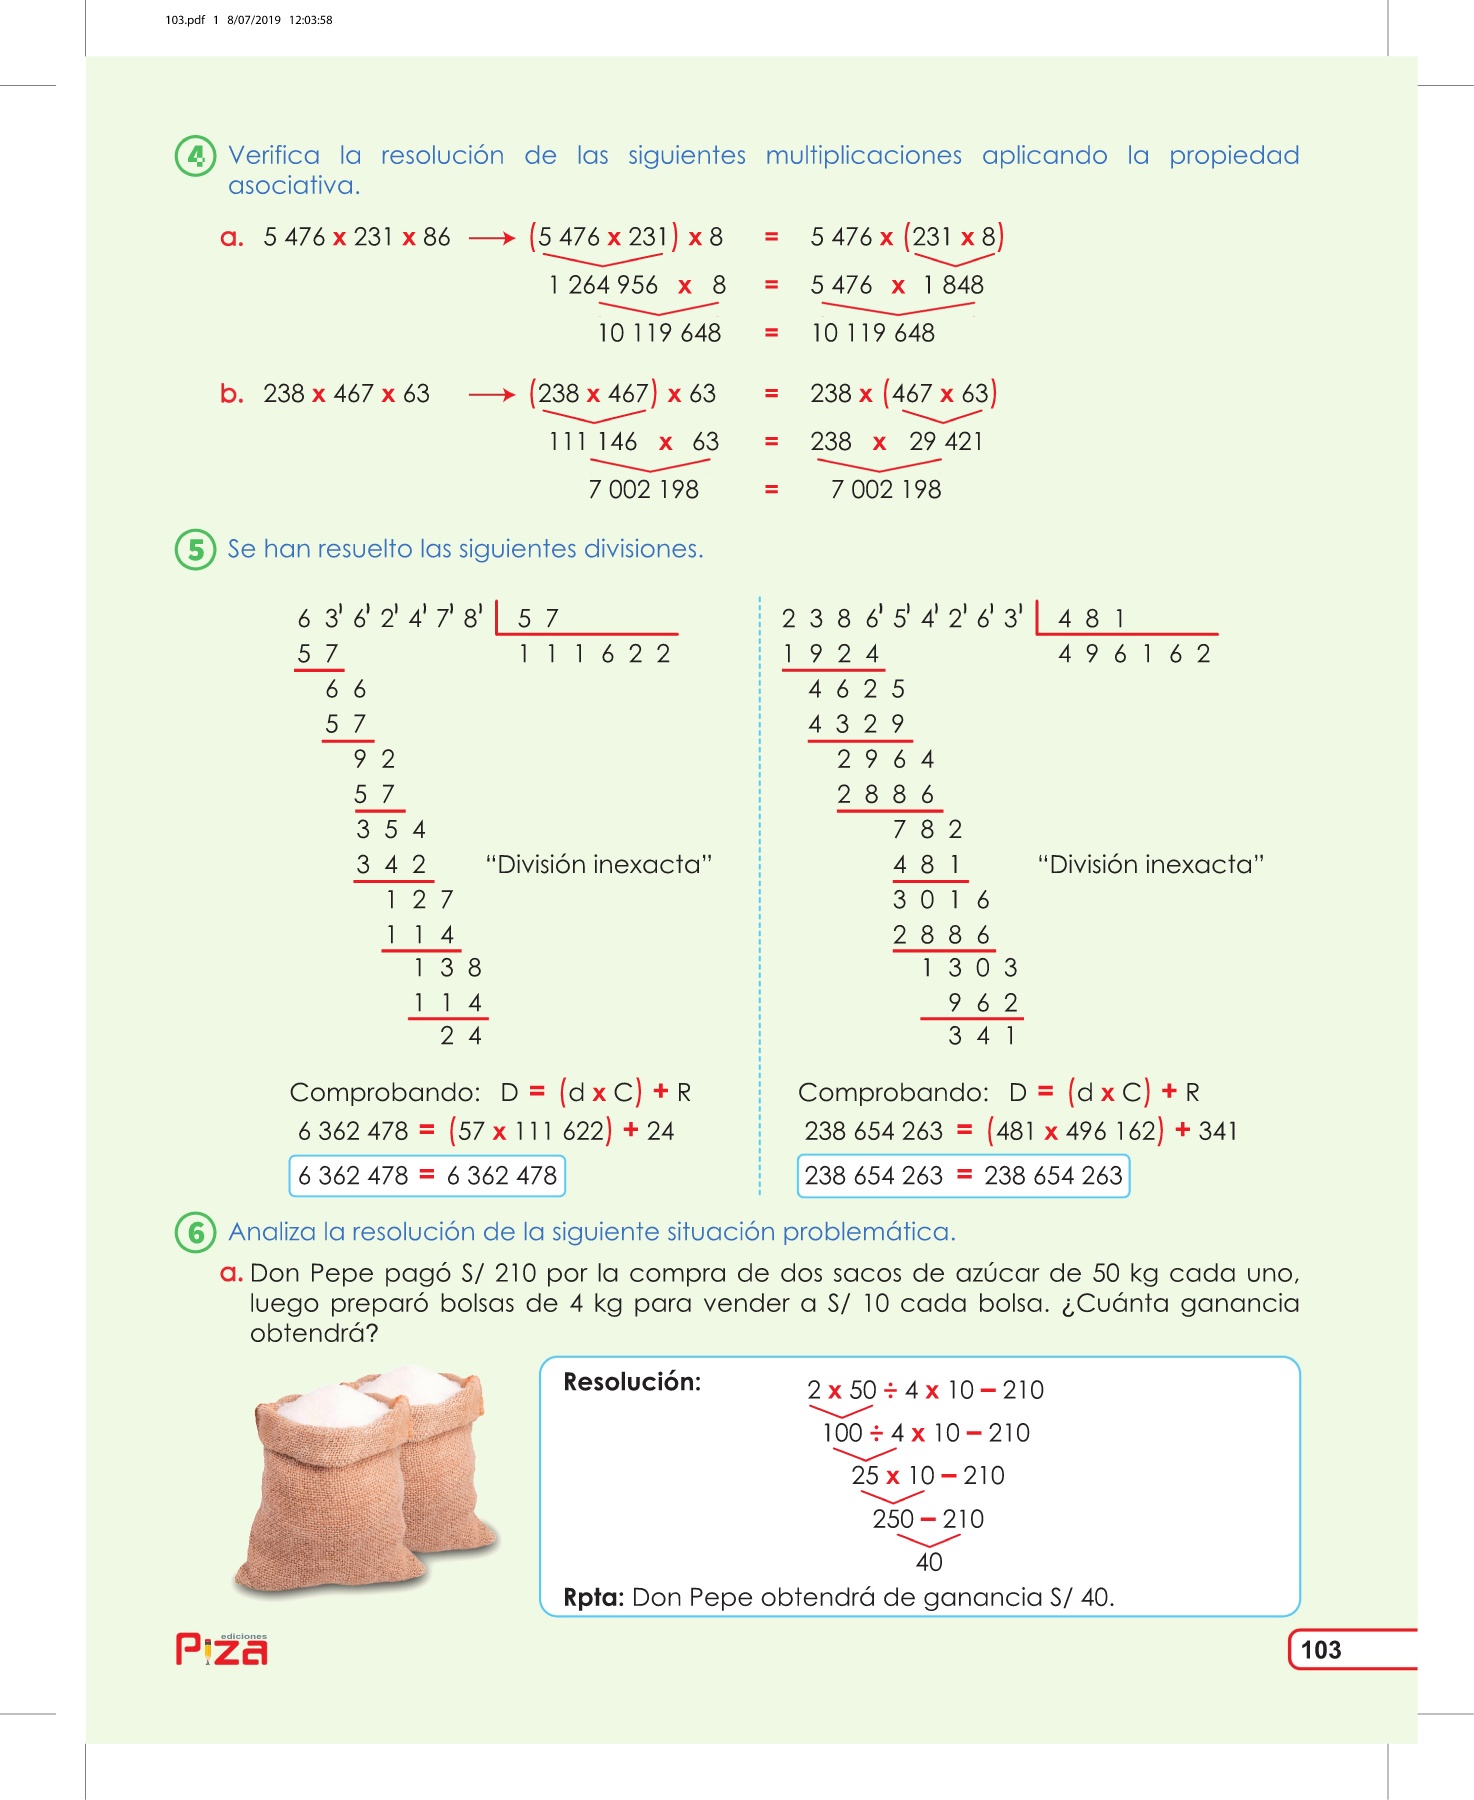 103.pdf 1 8/07/2019 12:03:58
4 Verifica la resolución de las siguientes multiplicaciones aplicando la propiedad
asociativa.
a. 5 476 x 231 x 86 → (5 476 x 231) x 8 = 5 476 x (231 x 8)
1 264 956 x 8 = 5 476 x 1 848
10 119 648 = 10 119 648
b. 238 x 467 x 63 → (238 x 467) x 63 = 238 x (467 x 63)
111 146 x 63 = 238 x 29 421
7 002 198 = 7 002 198
5 Se han resuelto las siguientes divisiones.
6 3' 6' 2' 4' 7' 8' 5 7
5 7 1 1 1 6 2 2
6 6
5 7
9 2
5 7
3 5 4
3 4 2 “División inexacta”
1 2 7
1 1 4
1 3 8
1 1 4
2 4
Comprobando: D = (d x C) + R
6 362 478 = (57 x 111 622) + 24
6 362 478 = 6 362 478
2 3 8 6' 5' 4' 2' 6' 3' 4 8 1
1 9 2 4 4 9 6 1 6 2
4 6 2 5
4 3 2 9
2 9 6 4
2 8 8 6
7 8 2
4 8 1 “División inexacta”
3 0 1 6
2 8 8 6
1 3 0 3
9 6 2
3 4 1
Comprobando: D = (d x C) + R
238 654 263 = (481 x 496 162) + 341
238 654 263 = 238 654 263
6 Analiza la resolución de la siguiente situación problemática.
a. Don Pepe pagó S/ 210 por la compra de dos sacos de azúcar de 50 kg cada uno,
luego preparó bolsas de 4 kg para vender a S/ 10 cada bolsa. ¿Cuánta ganancia
obtendrá?
Resolución:
2 x 50 ÷ 4 x 10 – 210
100 ÷ 4 x 10 – 210
25 x 10 – 210
250 – 210
40
Rpta: Don Pepe obtendrá de ganancia S/ 40.
ediciones
Piza
103